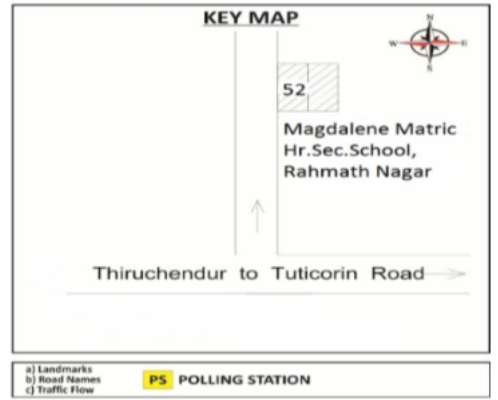 KEY MAP
N
W
E
S
52
Magdalene Matric
Hr.Sec.School,
Rahmath Nagar
Thiruchendur to Tuticorin Road
a) Landmarks
b) Road Names
c) Traffic Flow
PS POLLING STATION